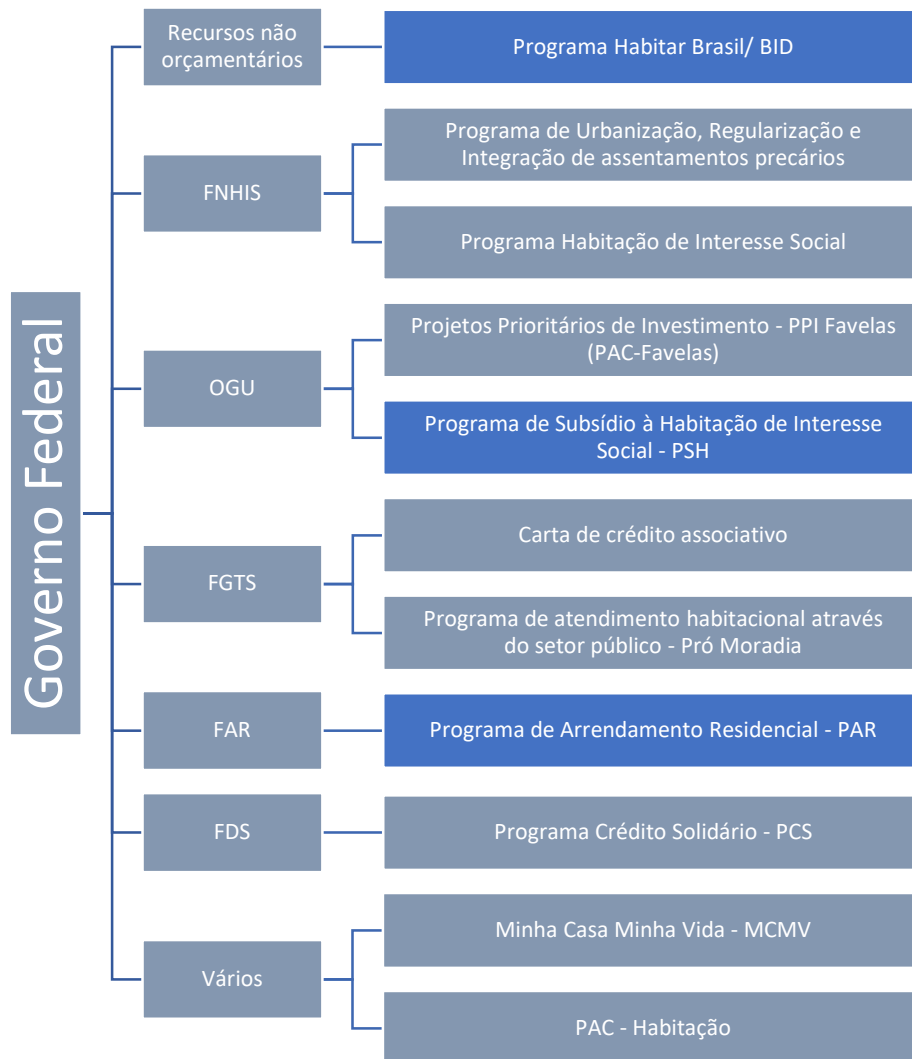 Governo Federal
Recursos não
orçamentários
Programa Habitar Brasil/ BID
FNHIS
Programa de Urbanização, Regularização e
Integração de assentamentos precários
Programa Habitação de Interesse Social
OGU
Projetos Prioritários de Investimento - PPI Favelas
(PAC-Favelas)
Programa de Subsídio à Habitação de Interesse
Social - PSH
FGTS
Carta de crédito associativo
Programa de atendimento habitacional através
do setor público - Pró Moradia
FAR
Programa de Arrendamento Residencial - PAR
FDS
Programa Crédito Solidário - PCS
Vários
Minha Casa Minha Vida - MCMV
PAC - Habitação